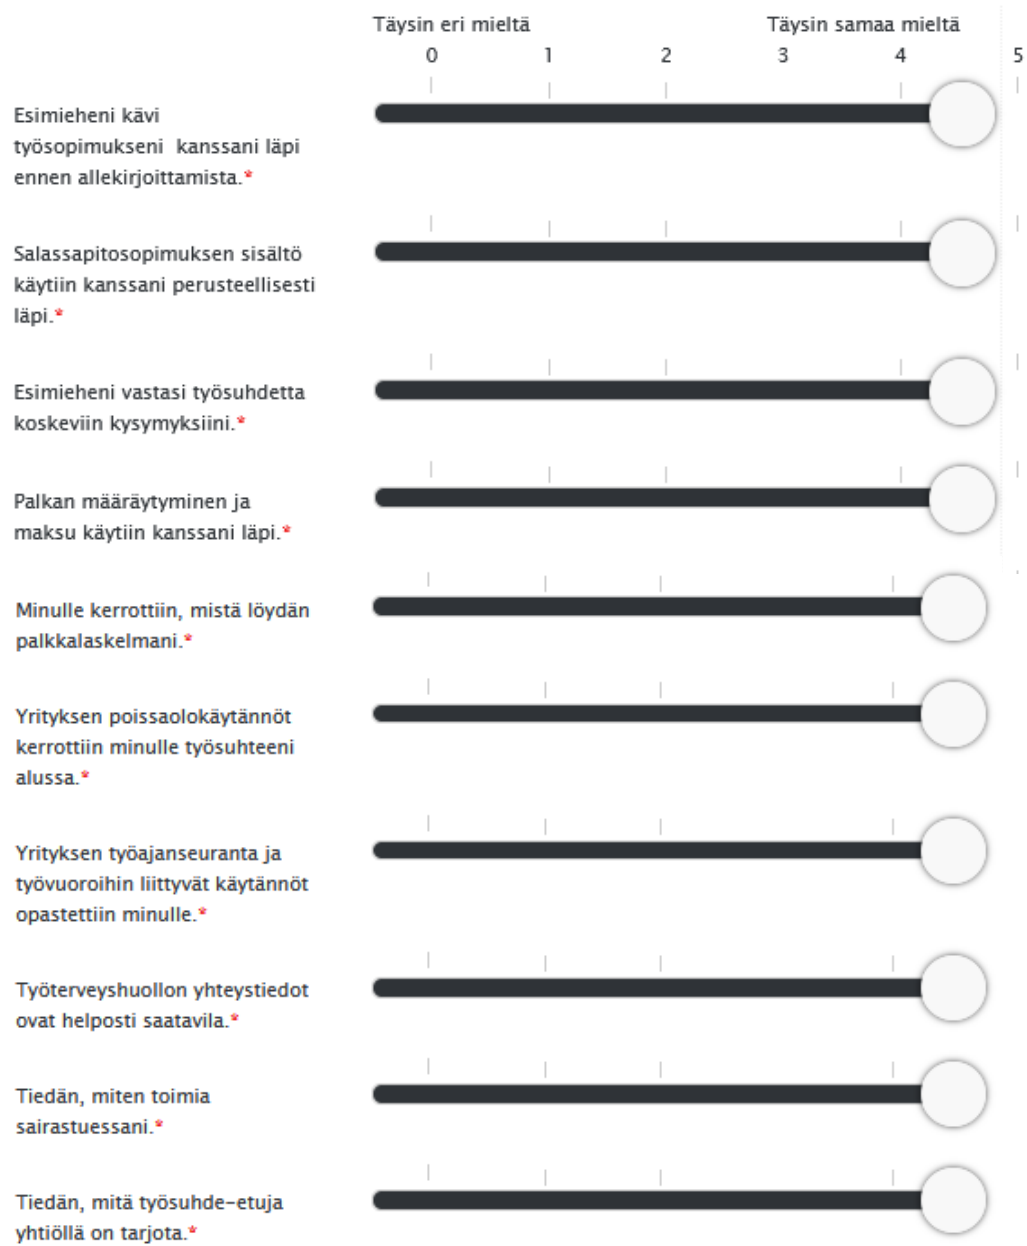 Täysin eri mieltä Täysin samaa mieltä
0 1 2 3 4 5
Esimieheni kävi
työsopimukseni kanssani läpi
ennen allekirjoittamista.*
Salassapitosopimuksen sisältö
käytiin kanssani perusteellisesti
läpi.*
Esimieheni vastasi työsuhdetta
koskeviin kysymyksiini.*
Palkan määräytyminen ja
maksu käytiin kanssani läpi.*
Minulle kerrottiin, mistä löydän
palkkalaskelmani.*
Yrityksen poissaolokäytännöt
kerrottiin minulle työsuhteeni
alussa.*
Yrityksen työajanseuranta ja
työvuoroihin liittyvät käytännöt
opastettiin minulle.*
Työterveyshuollon yhteystiedot
ovat helposti saatavila.*
Tiedän, miten toimia
sairastuessani.*
Tiedän, mitä työsuhde-etuja
yhtiöllä on tarjota.*